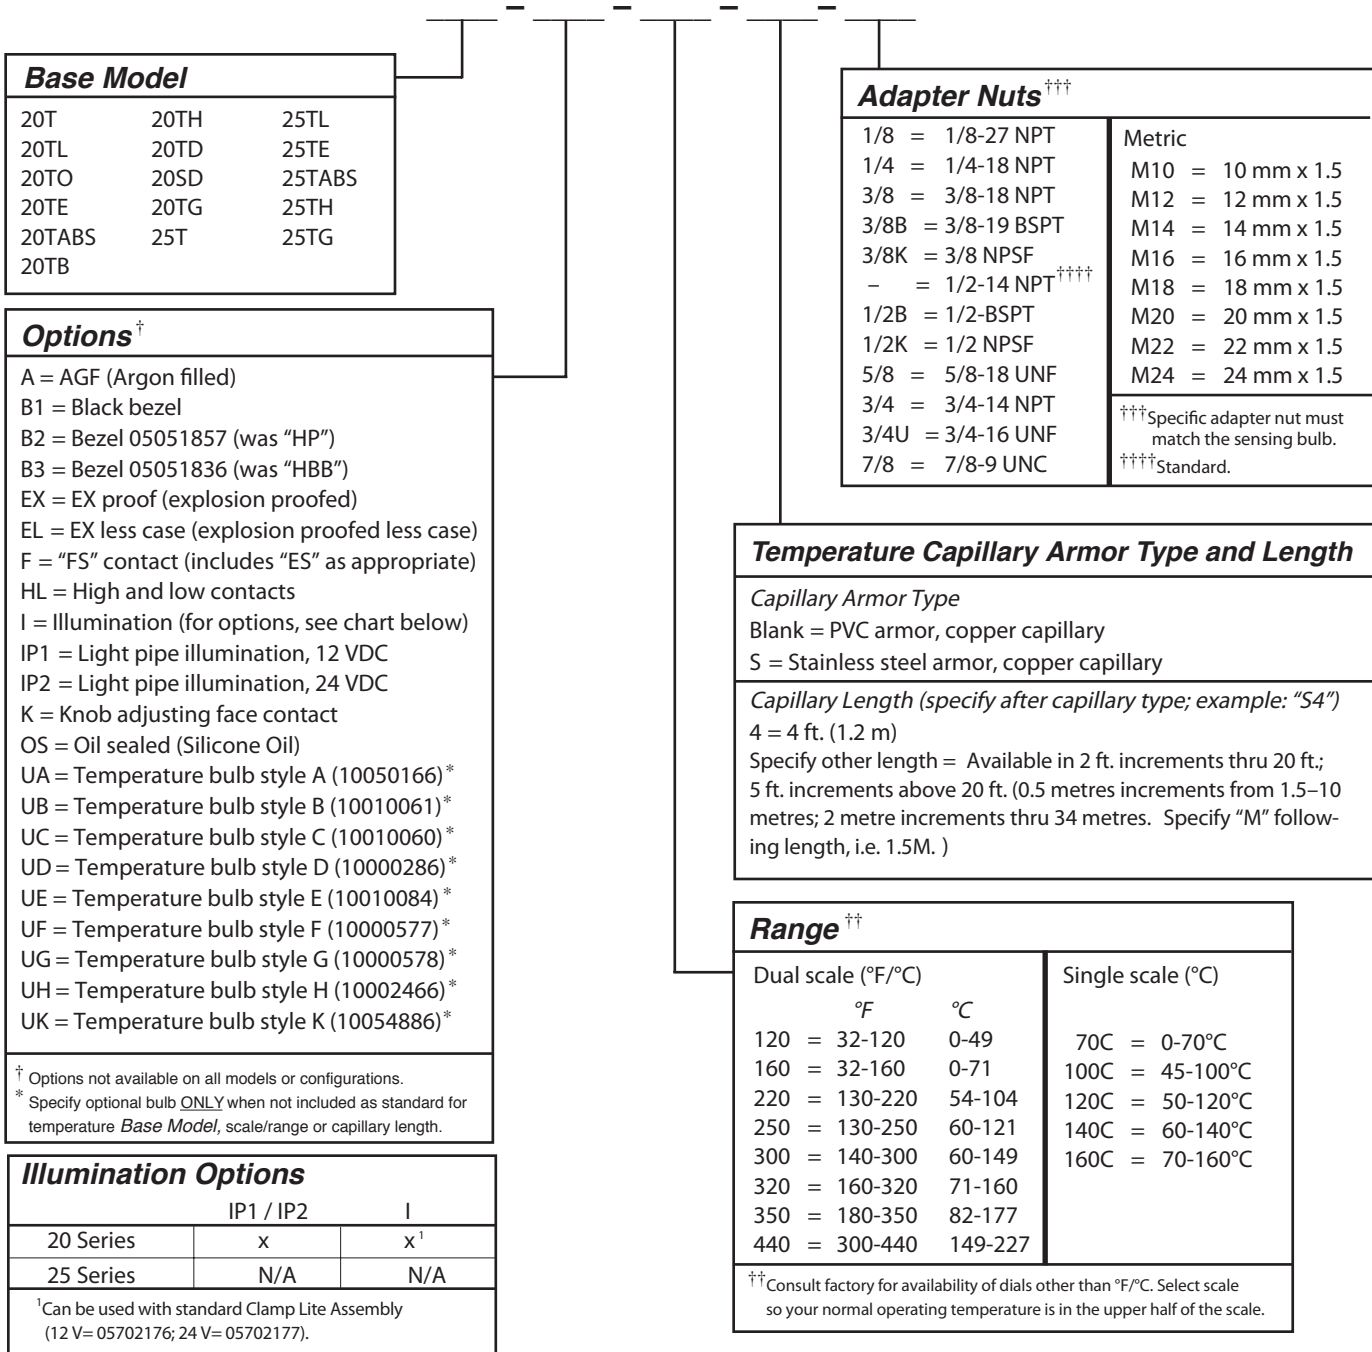 ____ – ____ – ____ – ____ – ____
Base Model
20T 20TH 25TL
20TL 20TD 25TE
20TO 20SD 25TABS
20TE 20TG 25TH
20TABS 25T 25TG
20TB
Options†
A = AGF (Argon filled)
B1 = Black bezel
B2 = Bezel 05051857 (was “HP”)
B3 = Bezel 05051836 (was “HBB”)
EX = EX proof (explosion proofed)
EL = EX less case (explosion proofed less case)
F = “FS” contact (includes “ES” as appropriate)
HL = High and low contacts
I = Illumination (for options, see chart below)
IP1 = Light pipe illumination, 12 VDC
IP2 = Light pipe illumination, 24 VDC
K = Knob adjusting face contact
OS = Oil sealed (Silicone Oil)
UA = Temperature bulb style A (10050166)*
UB = Temperature bulb style B (10010061)*
UC = Temperature bulb style C (10010060)*
UD = Temperature bulb style D (10000286)*
UE = Temperature bulb style E (10010084)*
UF = Temperature bulb style F (10000577)*
UG = Temperature bulb style G (10000578)*
UH = Temperature bulb style H (10002466)*
UK = Temperature bulb style K (10054886)*
† Options not available on all models or configurations.
* Specify optional bulb ONLY when not included as standard for
temperature Base Model, scale/range or capillary length.
Illumination Options
IP1 / IP2 I
20 Series x x¹
25 Series N/A N/A
¹Can be used with standard Clamp Lite Assembly
(12 V= 05702176; 24 V= 05702177).
Adapter Nuts†††
1/8 = 1/8-27 NPT
1/4 = 1/4-18 NPT
3/8 = 3/8-18 NPT
3/8B = 3/8-19 BSPT
3/8K = 3/8 NPSF
– = 1/2-14 NPT††††
1/2B = 1/2-BSPT
1/2K = 1/2 NPSF
5/8 = 5/8-18 UNF
3/4 = 3/4-14 NPT
3/4U = 3/4-16 UNF
7/8 = 7/8-9 UNC
Metric
M10 = 10 mm x 1.5
M12 = 12 mm x 1.5
M14 = 14 mm x 1.5
M16 = 16 mm x 1.5
M18 = 18 mm x 1.5
M20 = 20 mm x 1.5
M22 = 22 mm x 1.5
M24 = 24 mm x 1.5
†††Specific adapter nut must
match the sensing bulb.
††††Standard.
Temperature Capillary Armor Type and Length
Capillary Armor Type
Blank = PVC armor, copper capillary
S = Stainless steel armor, copper capillary
Capillary Length (specify after capillary type; example: “S4”)
4 = 4 ft. (1.2 m)
Specify other length = Available in 2 ft. increments thru 20 ft.;
5 ft. increments above 20 ft. (0.5 metres increments from 1.5–10
metres; 2 metre increments thru 34 metres. Specify “M” follow-
ing length, i.e. 1.5M. )
Range††
Dual scale (°F/°C)
°F °C
120 = 32-120 0-49
160 = 32-160 0-71
220 = 130-220 54-104
250 = 130-250 60-121
300 = 140-300 60-149
320 = 160-320 71-160
350 = 180-350 82-177
440 = 300-440 149-227
Single scale (°C)
70C = 0-70°C
100C = 45-100°C
120C = 50-120°C
140C = 60-140°C
160C = 70-160°C
††Consult factory for availability of dials other than °F/°C. Select scale
so your normal operating temperature is in the upper half of the scale.